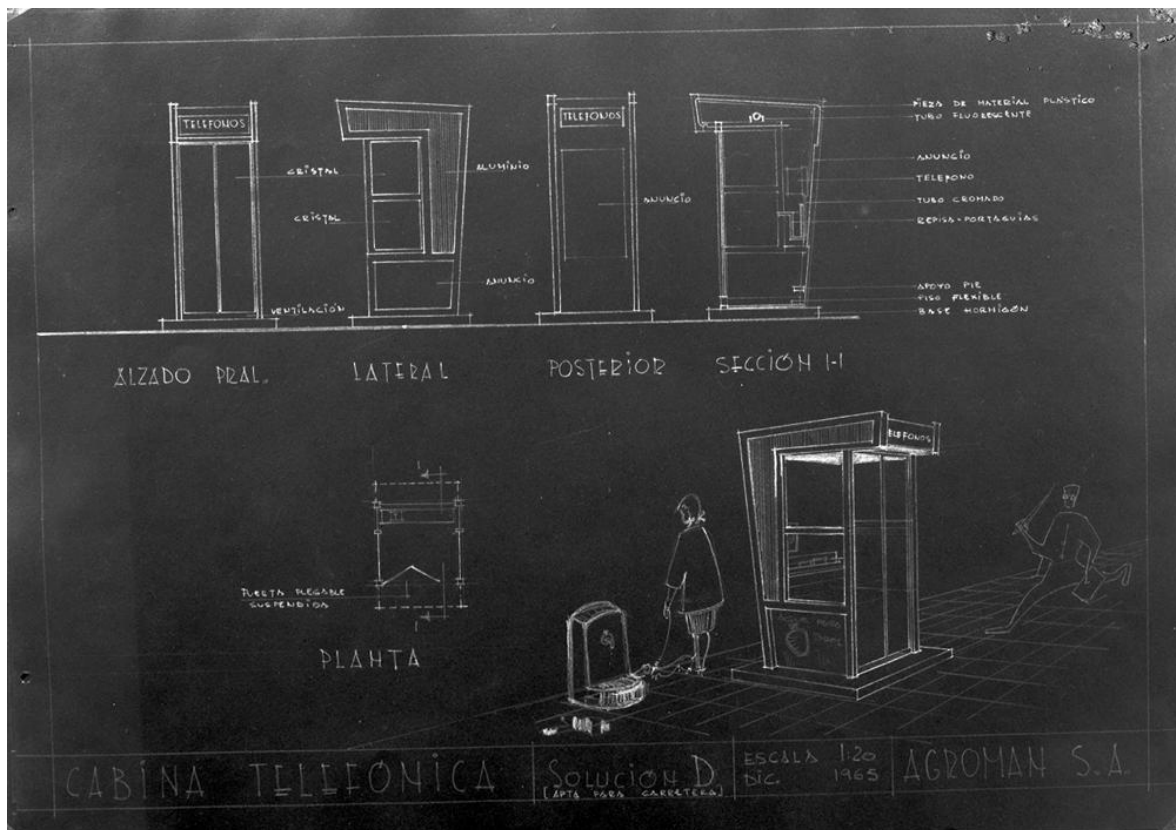 TELEFONOS
CRISTAL
CRISTAL
VENTILACIÓN
ALUMINIO
ANUNCIO
TELEFONOS
ANUNCIO
PIEZA DE MATERIAL PLÁSTICO
TUBO FLUORESCENTE
ANUNCIO
TELEFONO
TUBO CROMADO
REPISA-PORTAGUIAS
APOYO PIE
PISO FLEXIBLE
BASE HORMIGÓN
ALZADO PRAL.
LATERAL
POSTERIOR
SECCIÓN 1-1
ELEFONOS
PUERTA PLEGABLE
SUSPENDIDA
PLANTA
CABINA TELEFÓNICA
SOLUCION D
[APTA PARA CARRETERA]
ESCALA 1:20
DIC. 1965
AGROMAN S.A.